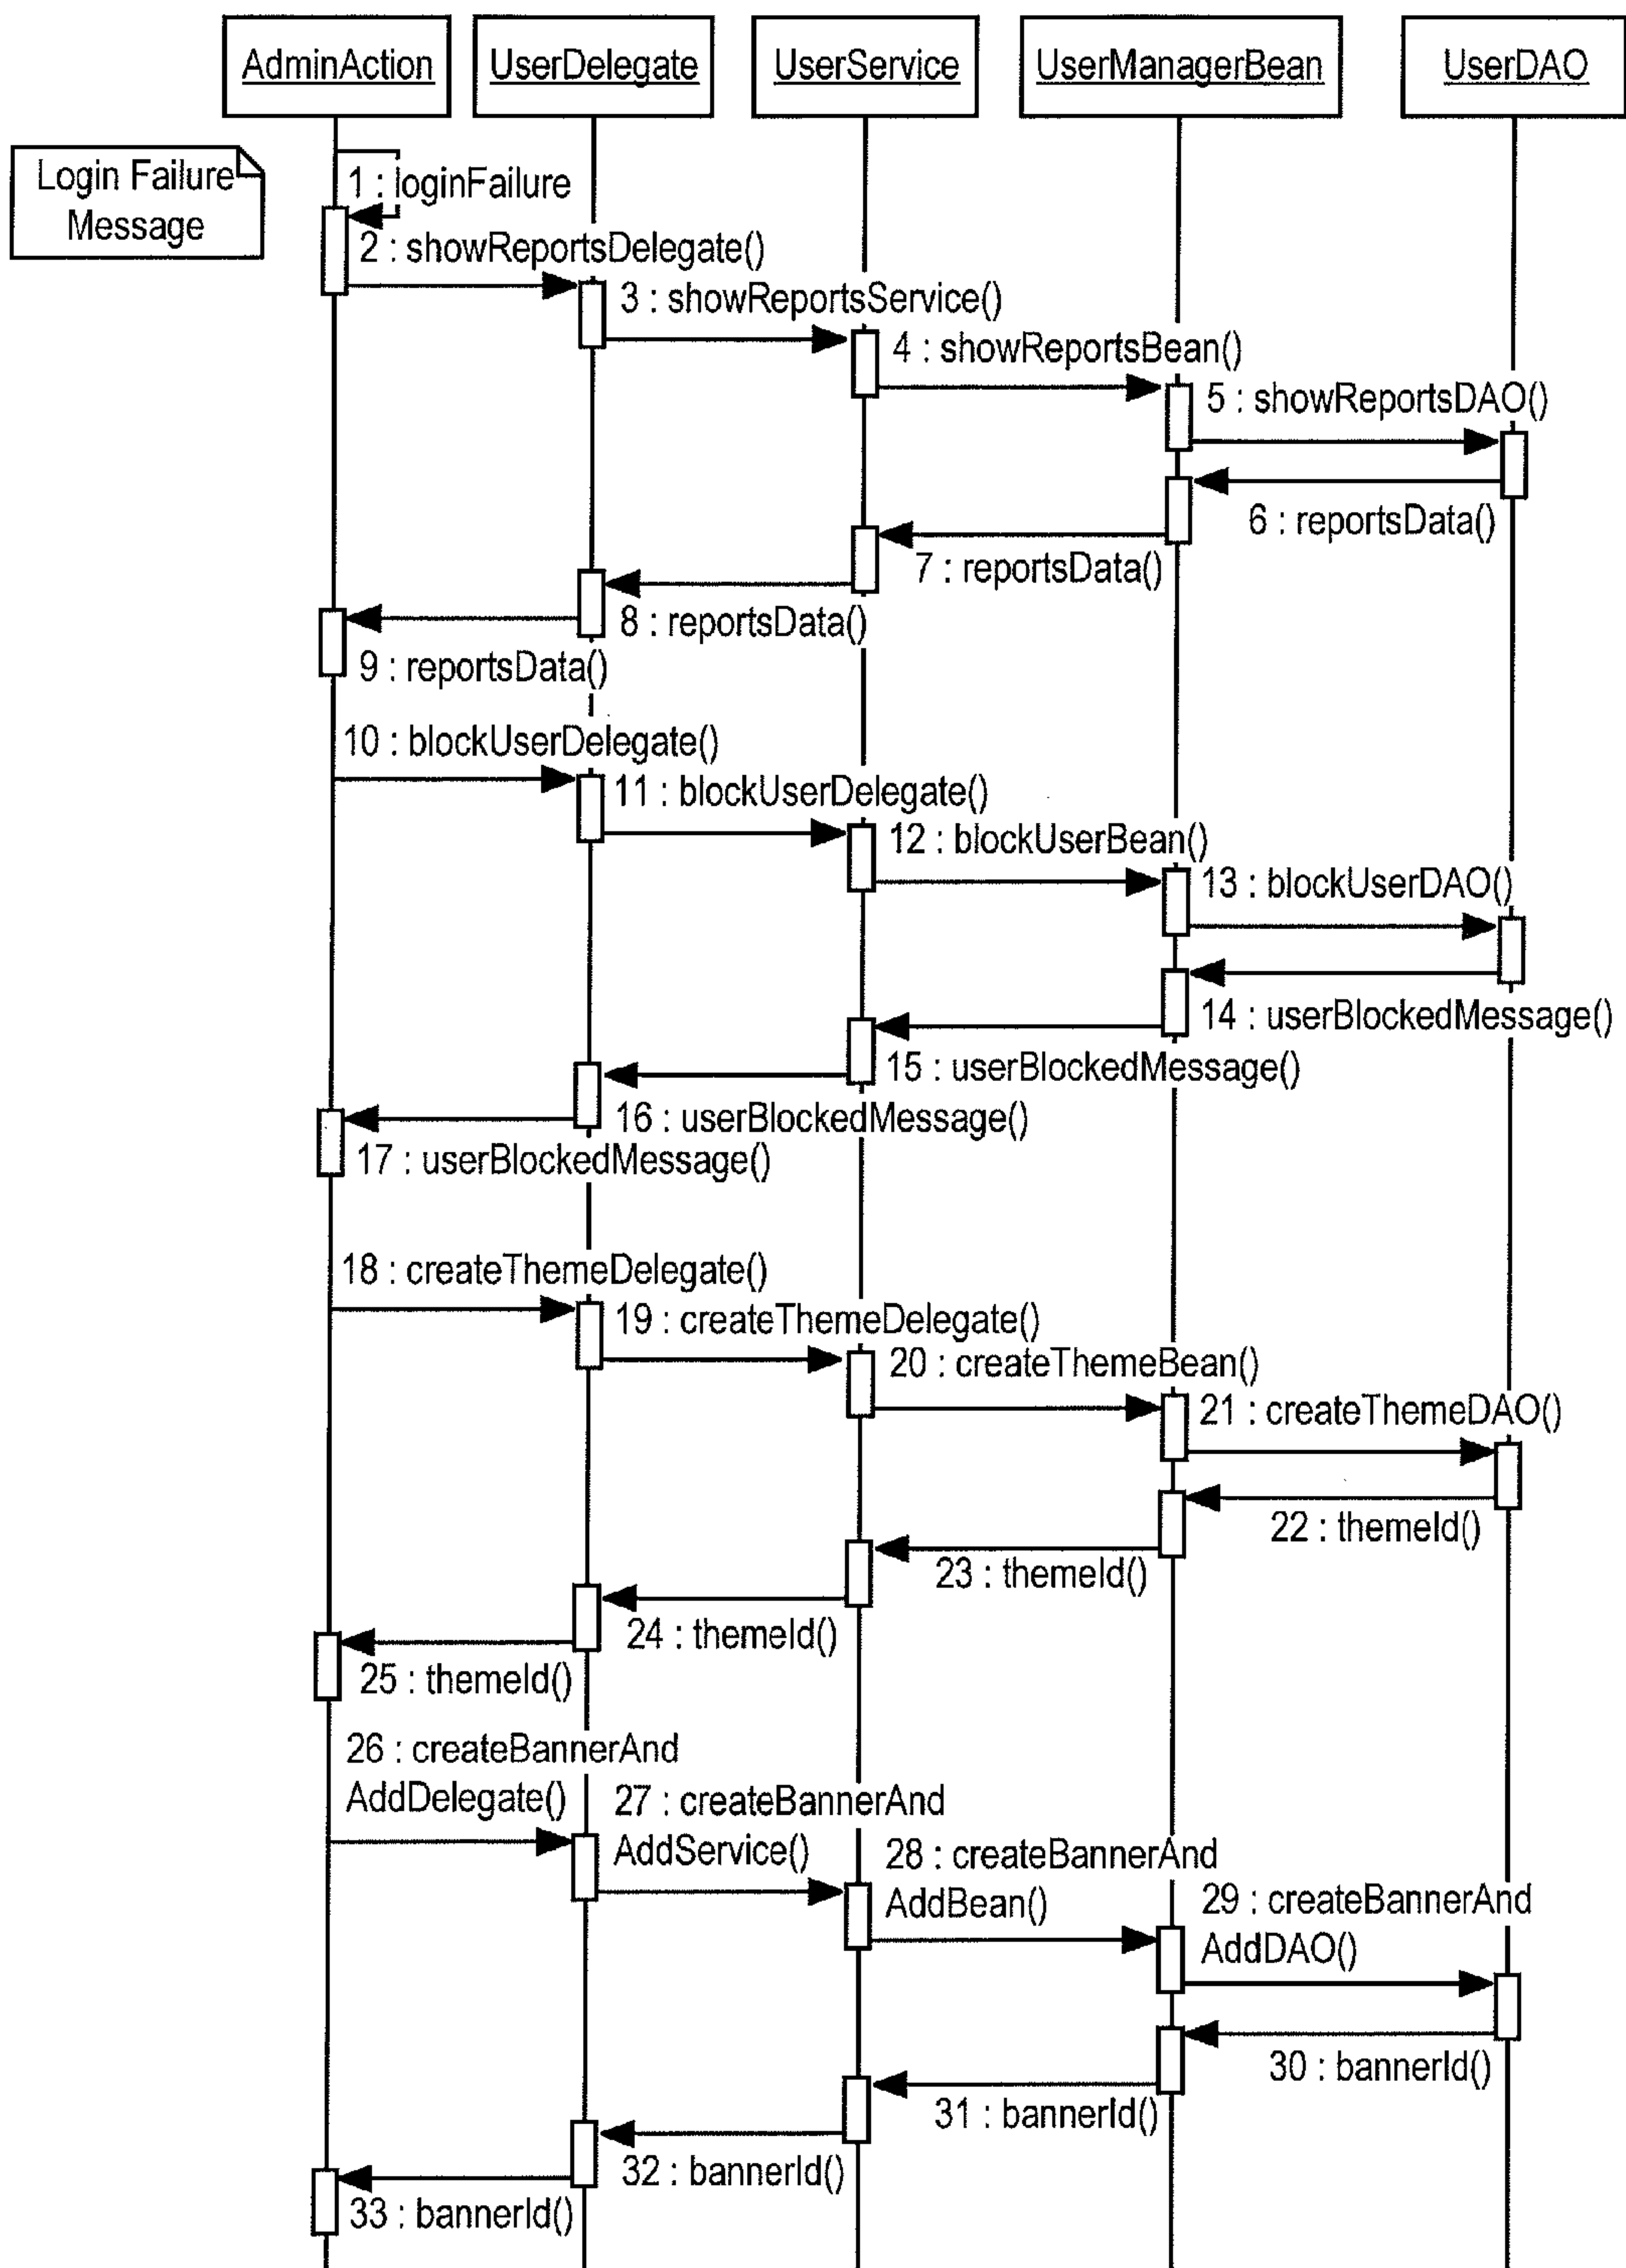 AdminAction
UserDelegate
UserService
UserManagerBean
UserDAO
Login Failure
Message
1 : loginFailure
2 : showReportsDelegate()
3 : showReportsService()
4 : showReportsBean()
5 : showReportsDAO()
6 : reportsData()
7 : reportsData()
8 : reportsData()
9 : reportsData()
10 : blockUserDelegate()
11 : blockUserDelegate()
12 : blockUserBean()
13 : blockUserDAO()
14 : userBlockedMessage()
15 : userBlockedMessage()
16 : userBlockedMessage()
17 : userBlockedMessage()
18 : createThemeDelegate()
19 : createThemeDelegate()
20 : createThemeBean()
21 : createThemeDAO()
22 : themeId()
23 : themeId()
24 : themeId()
25 : themeId()
26 : createBannerAnd
AddDelegate()
27 : createBannerAnd
AddService()
28 : createBannerAnd
AddBean()
29 : createBannerAnd
AddDAO()
30 : bannerId()
31 : bannerId()
32 : bannerId()
33 : bannerId()